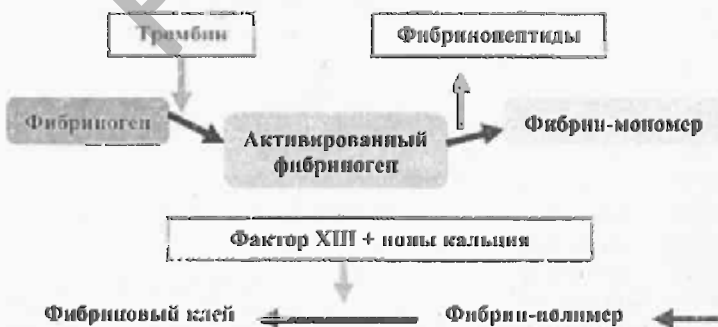 Тромбин
Фибринопептиды
Фибриноген
Активированный
фибриноген
Фибрин-мономер
Фактор XIII + ионы кальция
Фибриновый клей
Фибрин-полимер